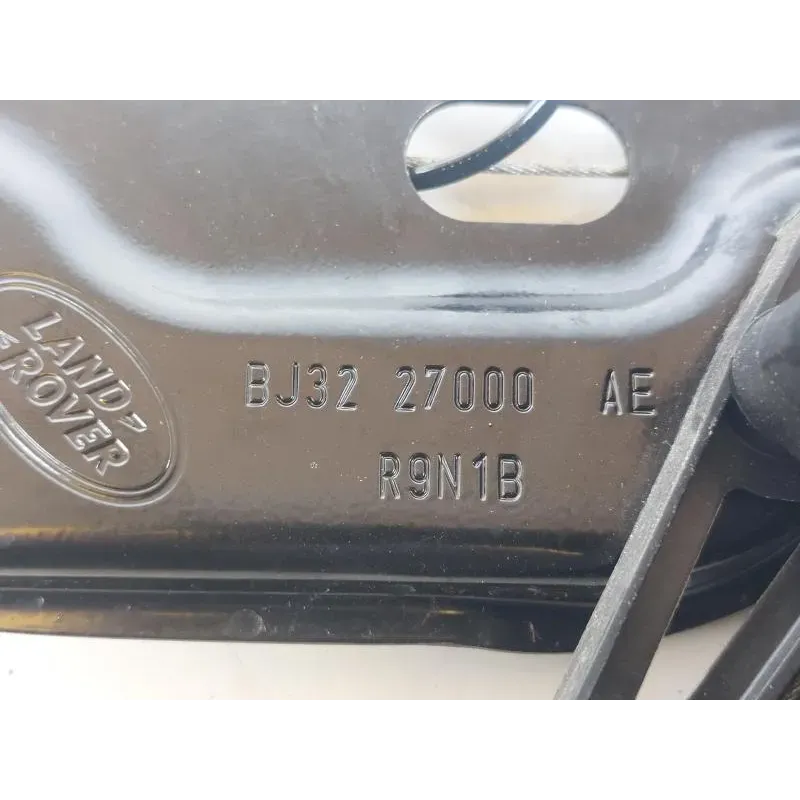 LAND
ROVER
BJ32 27000 AE
R9N1B